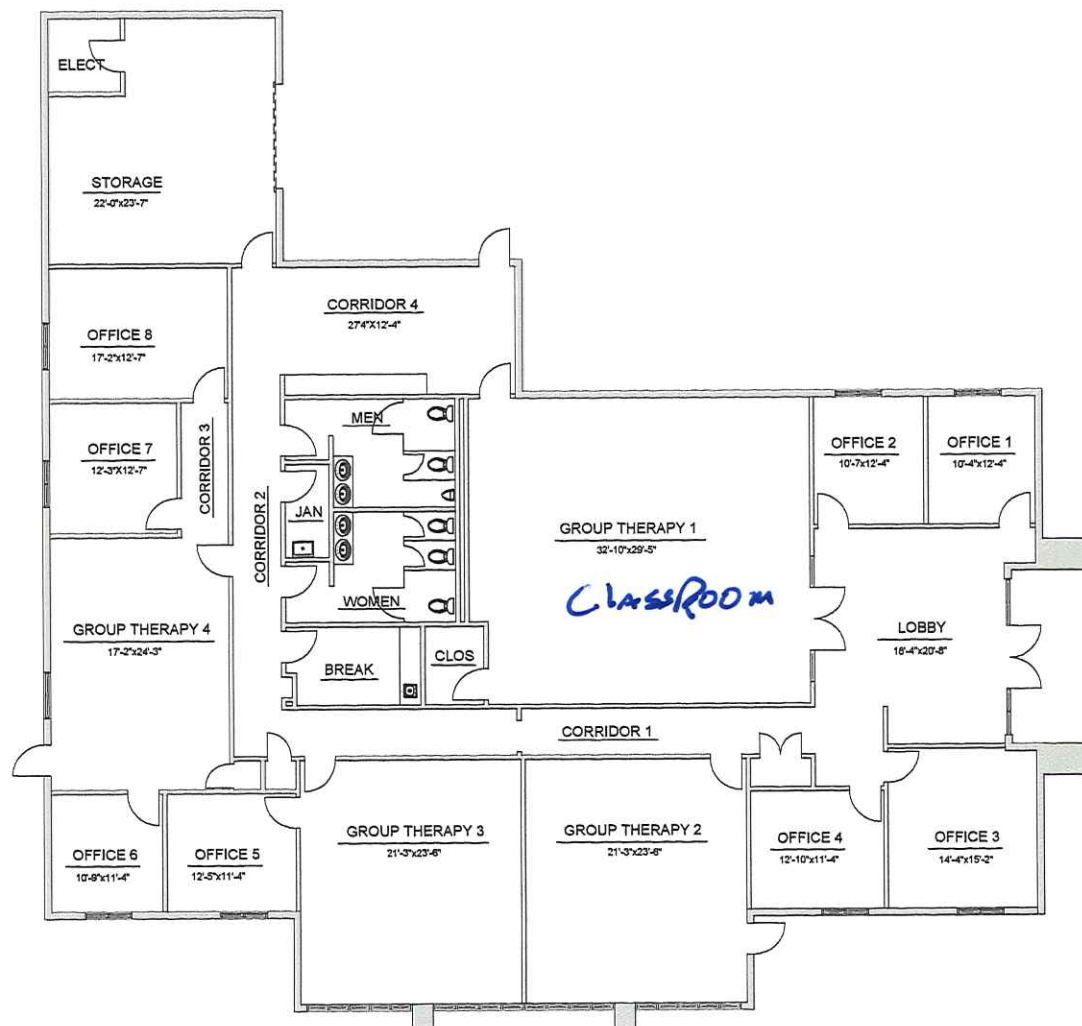 ELECT
STORAGE
22'-0"x23'-7"
CORRIDOR 4
27'4"X12'-4"
OFFICE 8
17'-2"x12'-7"
MEN
OFFICE 7
12'-3"X12'-7"
CORRIDOR 3
OFFICE 2
10'-7"x12'-4"
OFFICE 1
10'-4"x12'-4"
CORRIDOR 2
JAN
GROUP THERAPY 1
32'-10"x29'-5"
CLASSROOM
WOMEN
GROUP THERAPY 4
17'-2"x24'-3"
LOBBY
18'-4"x20'-8"
BREAK
CLOS
CORRIDOR 1
GROUP THERAPY 3
21'-3"x23'-6"
GROUP THERAPY 2
21'-3"x23'-6"
OFFICE 6
10'-9"x11'-4"
OFFICE 5
12'-5"x11'-4"
OFFICE 4
12'-10"x11'-4"
OFFICE 3
14'-4"x15'-2"